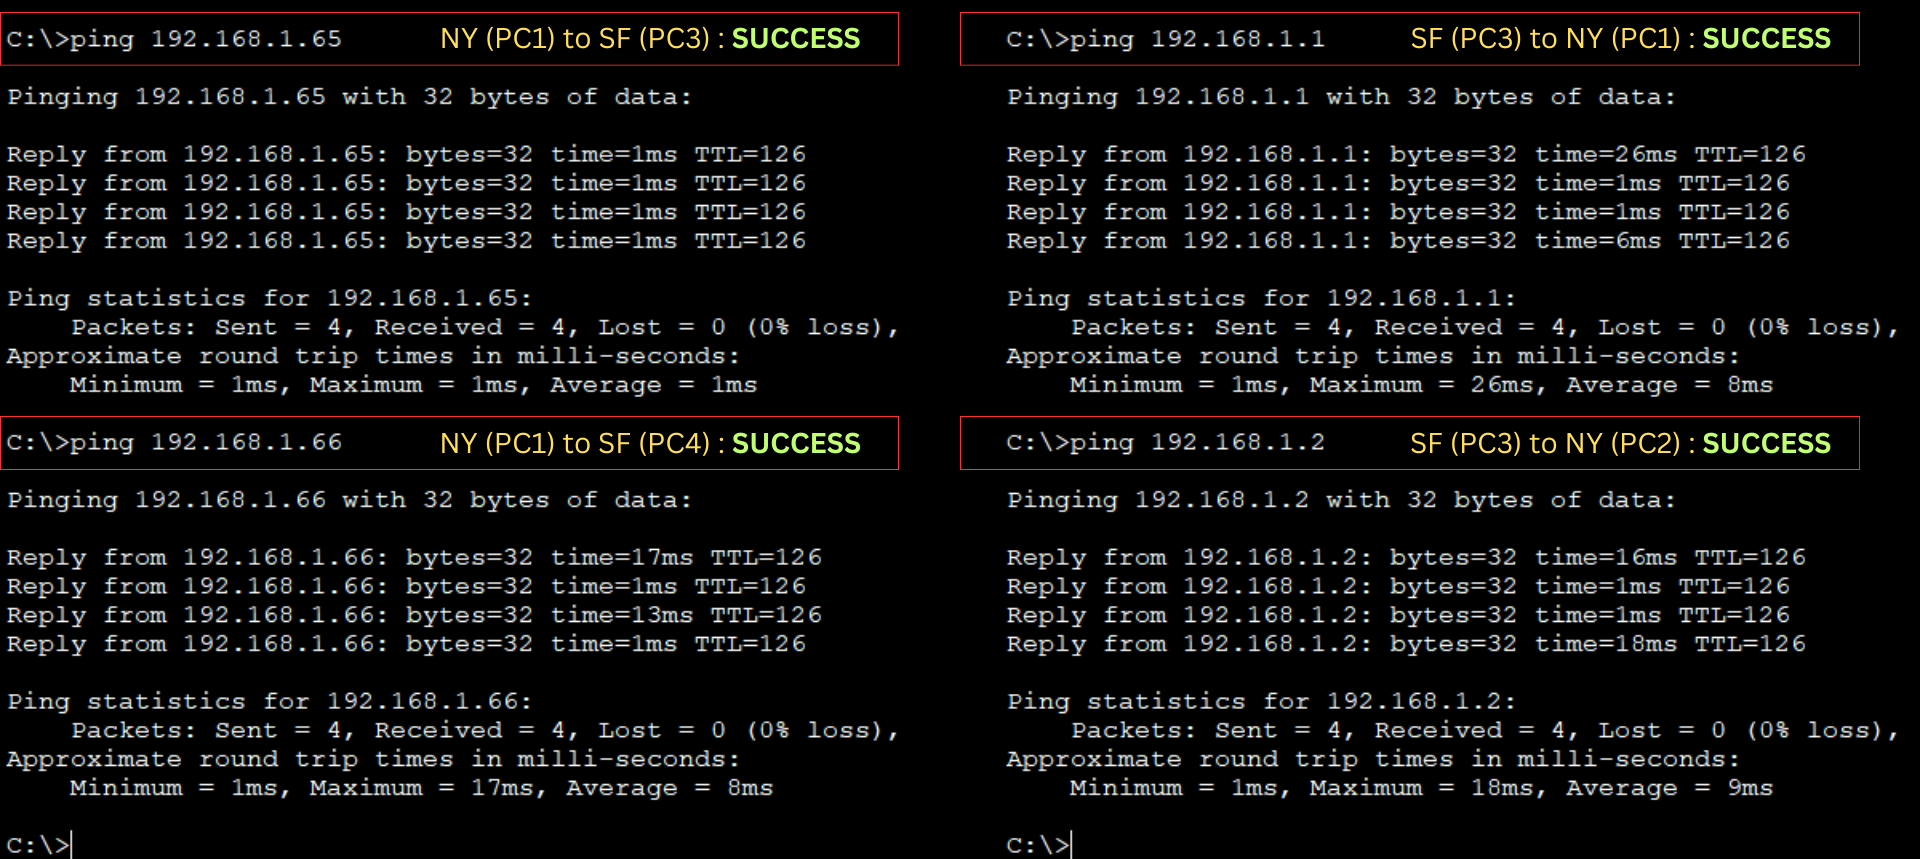 C:\>ping 192.168.1.65 NY (PC1) to SF (PC3) : SUCCESS
Pinging 192.168.1.65 with 32 bytes of data:
Reply from 192.168.1.65: bytes=32 time=1ms TTL=126
Reply from 192.168.1.65: bytes=32 time=1ms TTL=126
Reply from 192.168.1.65: bytes=32 time=1ms TTL=126
Reply from 192.168.1.65: bytes=32 time=1ms TTL=126
Ping statistics for 192.168.1.65:
Packets: Sent = 4, Received = 4, Lost = 0 (0% loss),
Approximate round trip times in milli-seconds:
Minimum = 1ms, Maximum = 1ms, Average = 1ms
C:\>ping 192.168.1.66 NY (PC1) to SF (PC4) : SUCCESS
Pinging 192.168.1.66 with 32 bytes of data:
Reply from 192.168.1.66: bytes=32 time=17ms TTL=126
Reply from 192.168.1.66: bytes=32 time=1ms TTL=126
Reply from 192.168.1.66: bytes=32 time=13ms TTL=126
Reply from 192.168.1.66: bytes=32 time=1ms TTL=126
Ping statistics for 192.168.1.66:
Packets: Sent = 4, Received = 4, Lost = 0 (0% loss),
Approximate round trip times in milli-seconds:
Minimum = 1ms, Maximum = 17ms, Average = 8ms
C:\>
C:\>ping 192.168.1.1 SF (PC3) to NY (PC1) : SUCCESS
Pinging 192.168.1.1 with 32 bytes of data:
Reply from 192.168.1.1: bytes=32 time=26ms TTL=126
Reply from 192.168.1.1: bytes=32 time=1ms TTL=126
Reply from 192.168.1.1: bytes=32 time=1ms TTL=126
Reply from 192.168.1.1: bytes=32 time=6ms TTL=126
Ping statistics for 192.168.1.1:
Packets: Sent = 4, Received = 4, Lost = 0 (0% loss),
Approximate round trip times in milli-seconds:
Minimum = 1ms, Maximum = 26ms, Average = 8ms
C:\>ping 192.168.1.2 SF (PC3) to NY (PC2) : SUCCESS
Pinging 192.168.1.2 with 32 bytes of data:
Reply from 192.168.1.2: bytes=32 time=16ms TTL=126
Reply from 192.168.1.2: bytes=32 time=1ms TTL=126
Reply from 192.168.1.2: bytes=32 time=1ms TTL=126
Reply from 192.168.1.2: bytes=32 time=18ms TTL=126
Ping statistics for 192.168.1.2:
Packets: Sent = 4, Received = 4, Lost = 0 (0% loss),
Approximate round trip times in milli-seconds:
Minimum = 1ms, Maximum = 18ms, Average = 9ms
C:\>